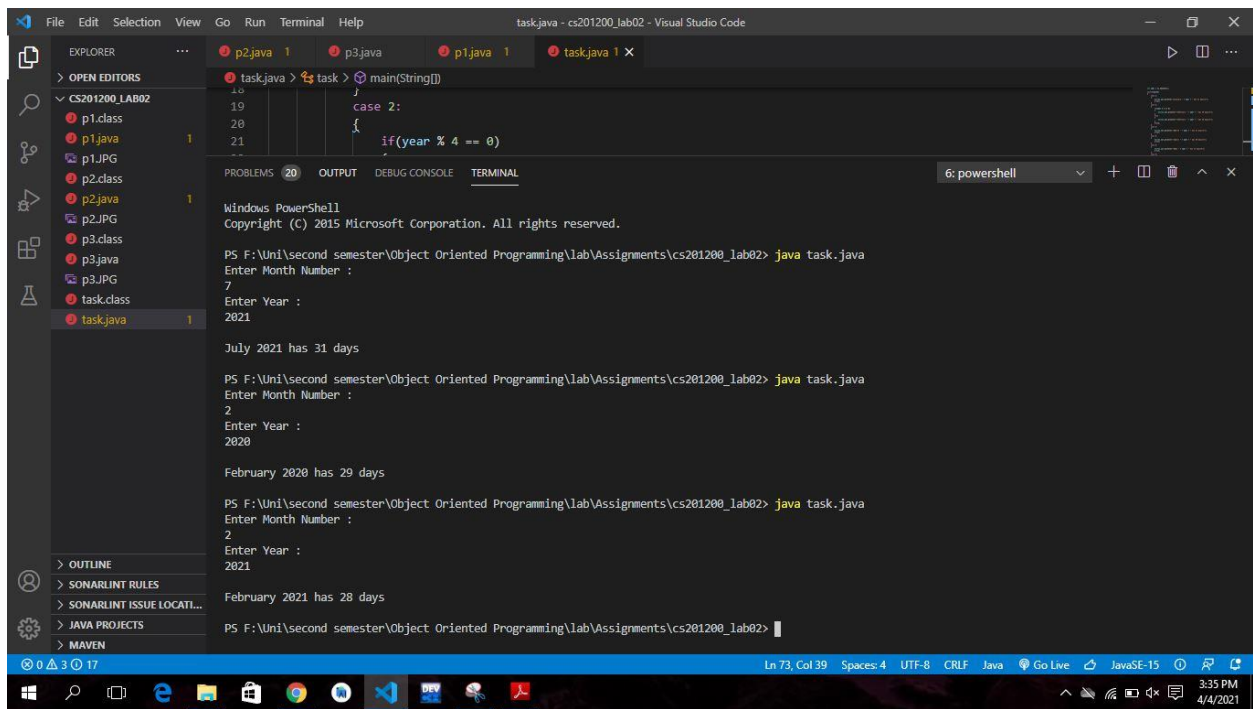 File Edit Selection View Go Run Terminal Help task.java - cs201200_lab02 - Visual Studio Code
EXPLORER
p2.java 1 p3.java p1.java 1 task.java 1
> OPEN EDITORS
task.java > task > main(String[])
CS201200_LAB02
p1.class
p1.java 1
p1.JPG
p2.class
p2.java 1
p2.JPG
p3.class
p3.java
p3.JPG
task.class
task.java 1
> OUTLINE
> SONARLINT RULES
> SONARLINT ISSUE LOCATI...
> JAVA PROJECTS
> MAVEN
18 }
19 case 2:
20 {
21 if(year % 4 == 0)
PROBLEMS 20 OUTPUT DEBUG CONSOLE TERMINAL 6: powershell
Windows PowerShell
Copyright (C) 2015 Microsoft Corporation. All rights reserved.
PS F:\Uni\second semester\Object Oriented Programming\lab\Assignments\cs201200_lab02> java task.java
Enter Month Number :
7
Enter Year :
2021
July 2021 has 31 days
PS F:\Uni\second semester\Object Oriented Programming\lab\Assignments\cs201200_lab02> java task.java
Enter Month Number :
2
Enter Year :
2020
February 2020 has 29 days
PS F:\Uni\second semester\Object Oriented Programming\lab\Assignments\cs201200_lab02> java task.java
Enter Month Number :
2
Enter Year :
2021
February 2021 has 28 days
PS F:\Uni\second semester\Object Oriented Programming\lab\Assignments\cs201200_lab02>
0 3 17 Ln 73, Col 39 Spaces: 4 UTF-8 CRLF Java Go Live JavaSE-15
DEV
3:35 PM
4/4/2021